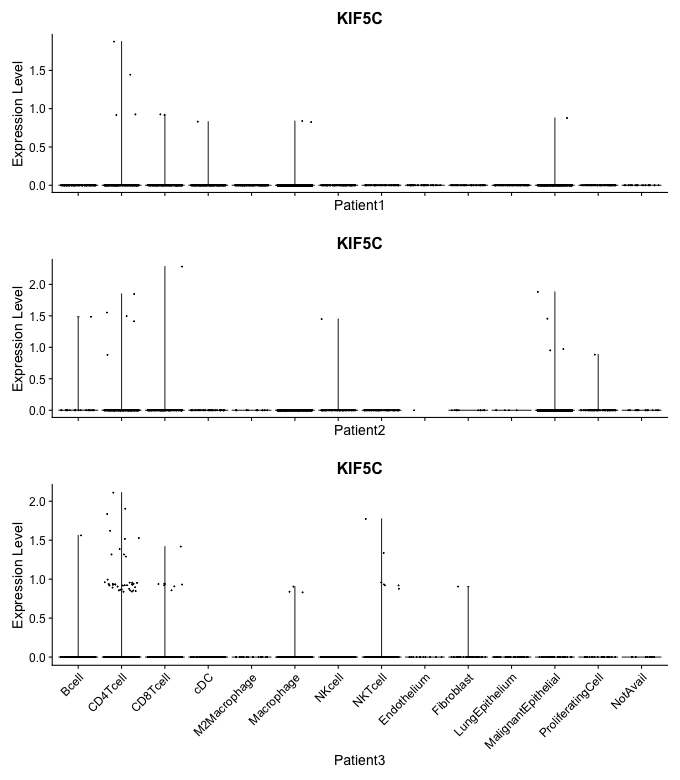 KIF5C
Expression Level
1.5
1.0
0.5
0.0
Patient1
KIF5C
Expression Level
2.0
1.5
1.0
0.5
0.0
Patient2
KIF5C
Expression Level
2.0
1.5
1.0
0.5
0.0
Bcell
CD4Tcell
CD8Tcell
cDC
M2Macrophage
Macrophage
NKcell
NKTcell
Endothelium
Fibroblast
LungEpithelium
MalignantEpithelial
ProliferatingCell
NotAvail
Patient3